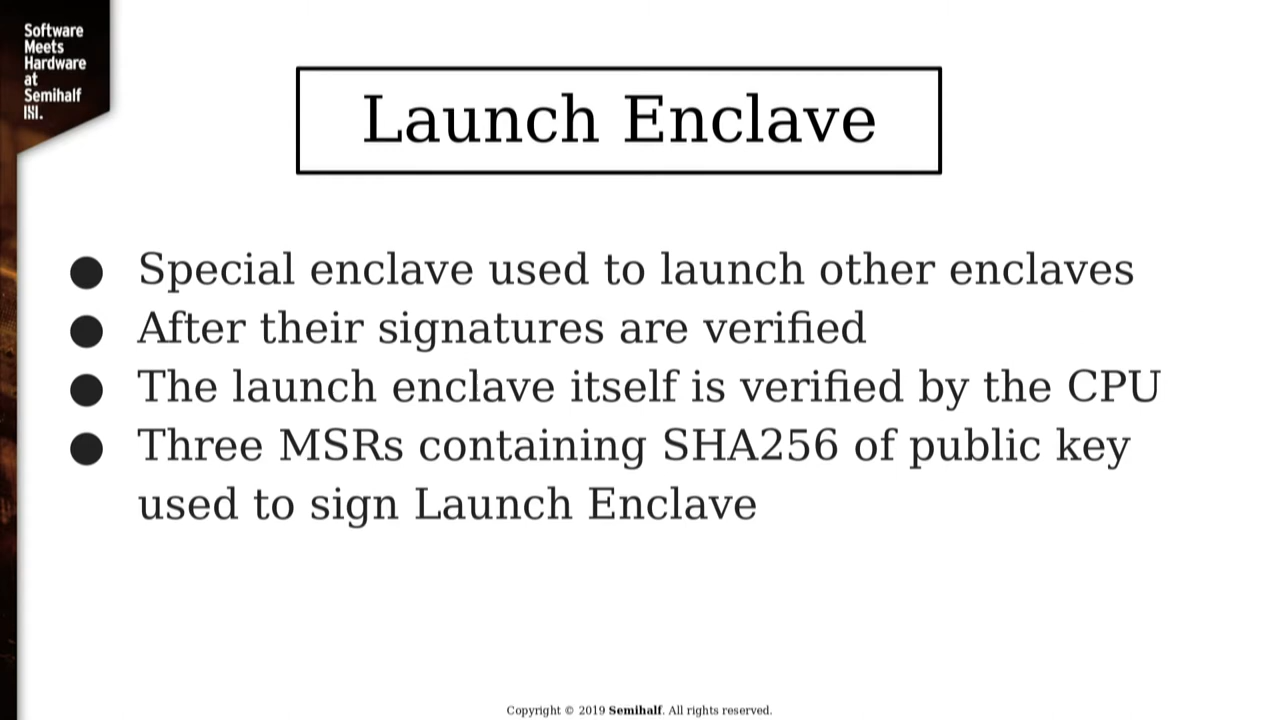 Software
Meets
Hardware
at
Semihalf
Launch Enclave
● Special enclave used to launch other enclaves
● After their signatures are verified
● The launch enclave itself is verified by the CPU
● Three MSRs containing SHA256 of public key
used to sign Launch Enclave
Copyright © 2019 Semihalf. All rights reserved.